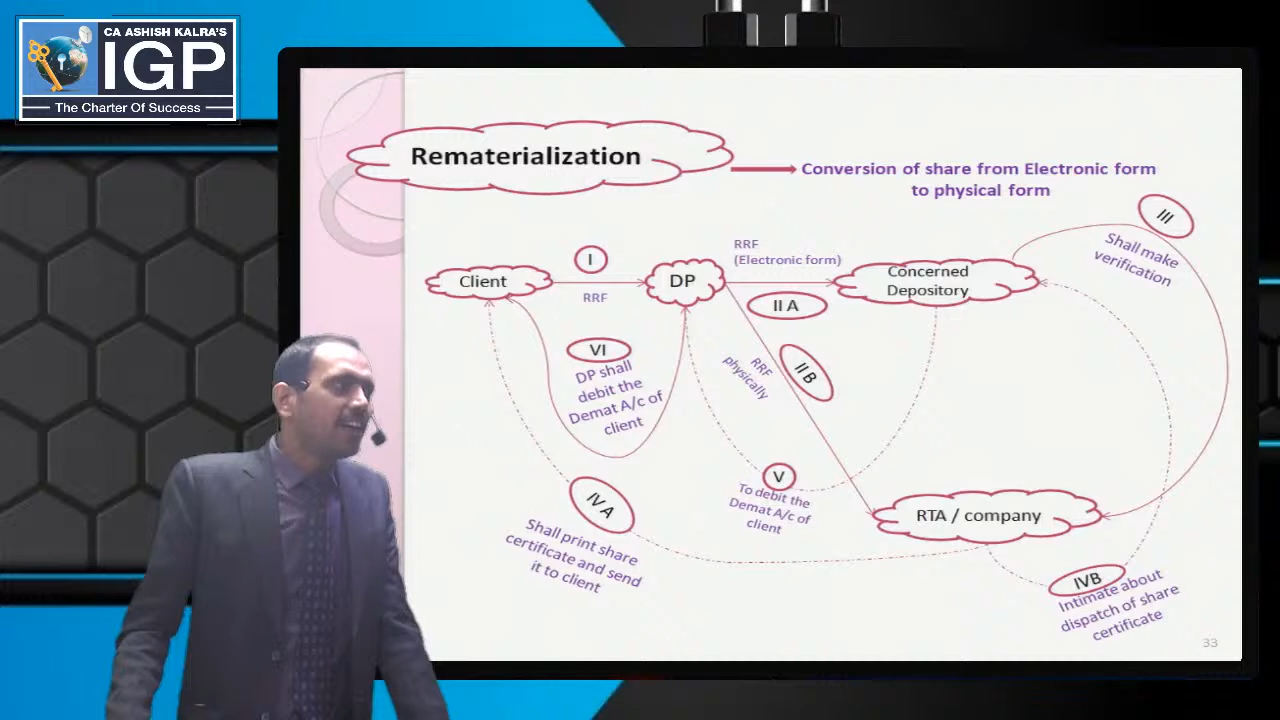 CA ASHISH KALRA'S
IGP
The Charter Of Success
Rematerialization
Conversion of share from Electronic form
to physical form
III
Shall make
verification
I
RRF
(Electronic form)
Client
DP
Concerned
Depository
RRF
II A
VI
DP shall
debit the
Demat A/c of
client
RRF
physically
II B
V
To debit the
Demat A/c of
client
IV A
Shall print share
certificate and send
it to client
RTA / company
IVB
Intimate about
dispatch of share
certificate
33